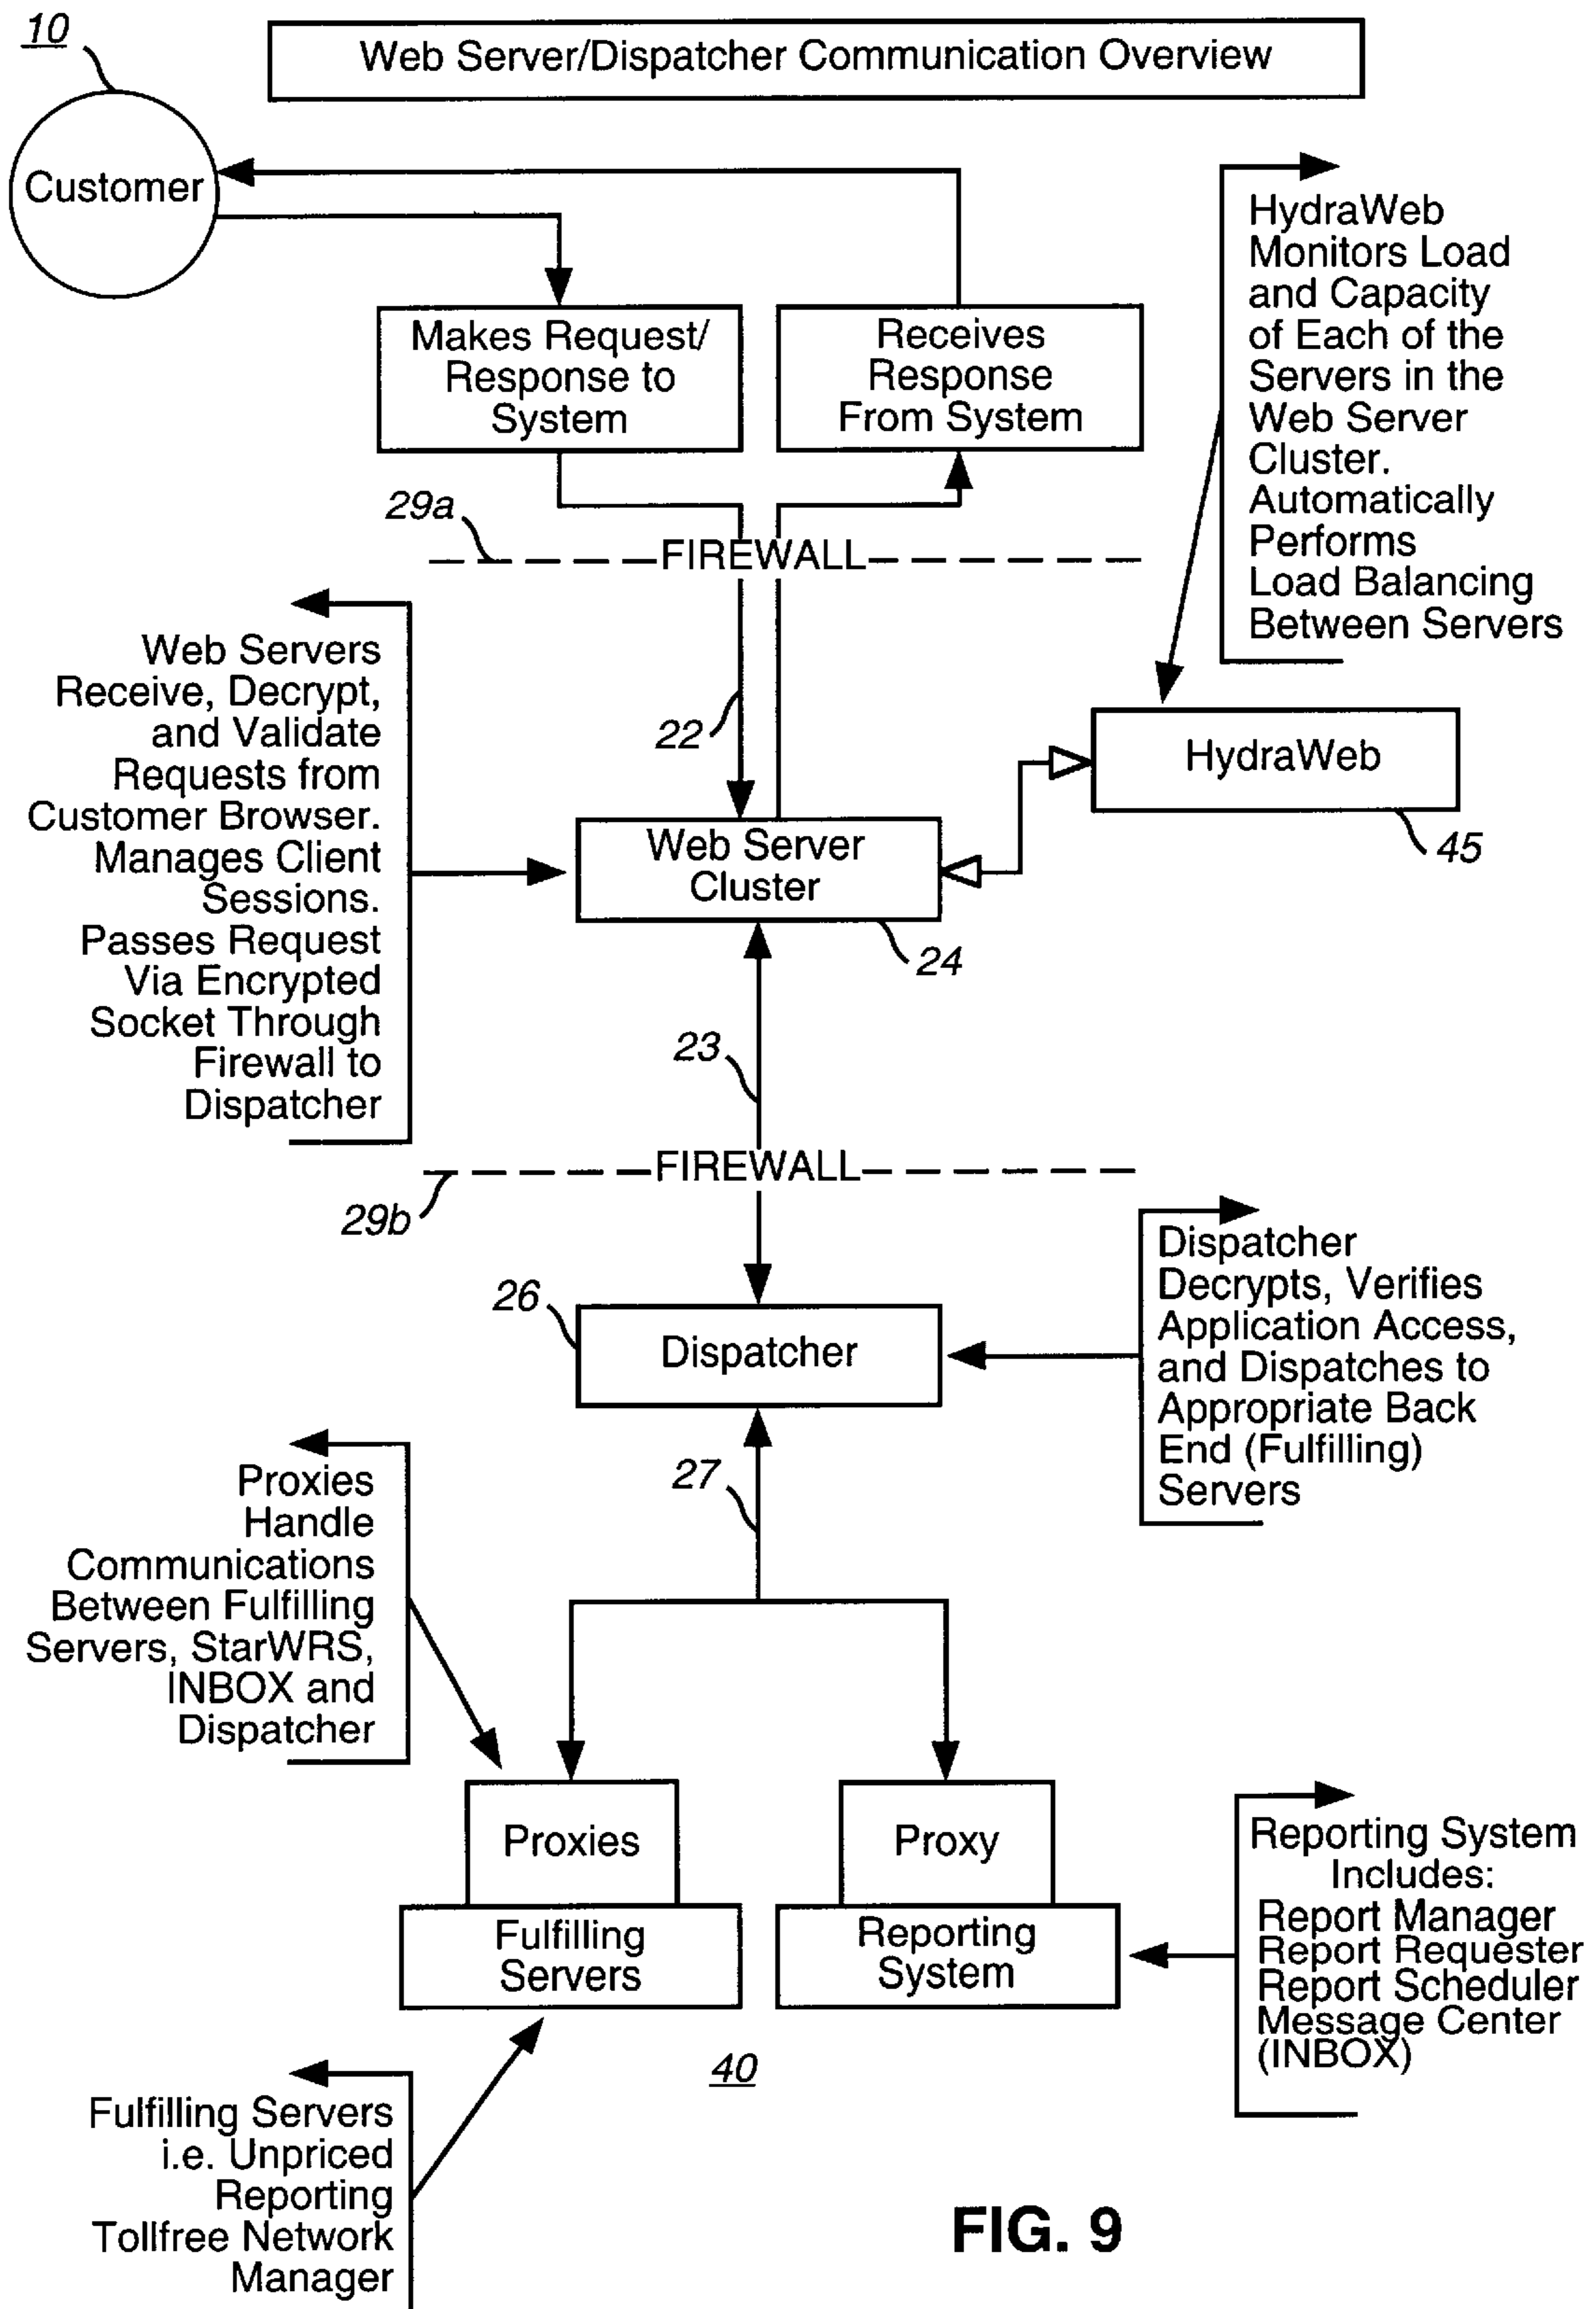 10
Web Server/Dispatcher Communication Overview
Customer
Makes Request/
Response to
System
Receives
Response
From System
HydraWeb
Monitors Load
and Capacity
of Each of the
Servers in the
Web Server
Cluster.
Automatically
Performs
Load Balancing
Between Servers
29a
FIREWALL
Web Servers
Receive, Decrypt,
and Validate
Requests from
Customer Browser.
Manages Client
Sessions.
Passes Request
Via Encrypted
Socket Through
Firewall to
Dispatcher
22
HydraWeb
45
Web Server
Cluster
24
23
FIREWALL
29b
26
Dispatcher
Dispatcher
Decrypts, Verifies
Application Access,
and Dispatches to
Appropriate Back
End (Fulfilling)
Servers
27
Proxies
Handle
Communications
Between Fulfilling
Servers, StarWRS,
INBOX and
Dispatcher
Proxies
Proxy
Fulfilling
Servers
Reporting
System
Reporting System
Includes:
Report Manager
Report Requester
Report Scheduler
Message Center
(INBOX)
40
Fulfilling Servers
i.e. Unpriced
Reporting
Tollfree Network
Manager
FIG. 9